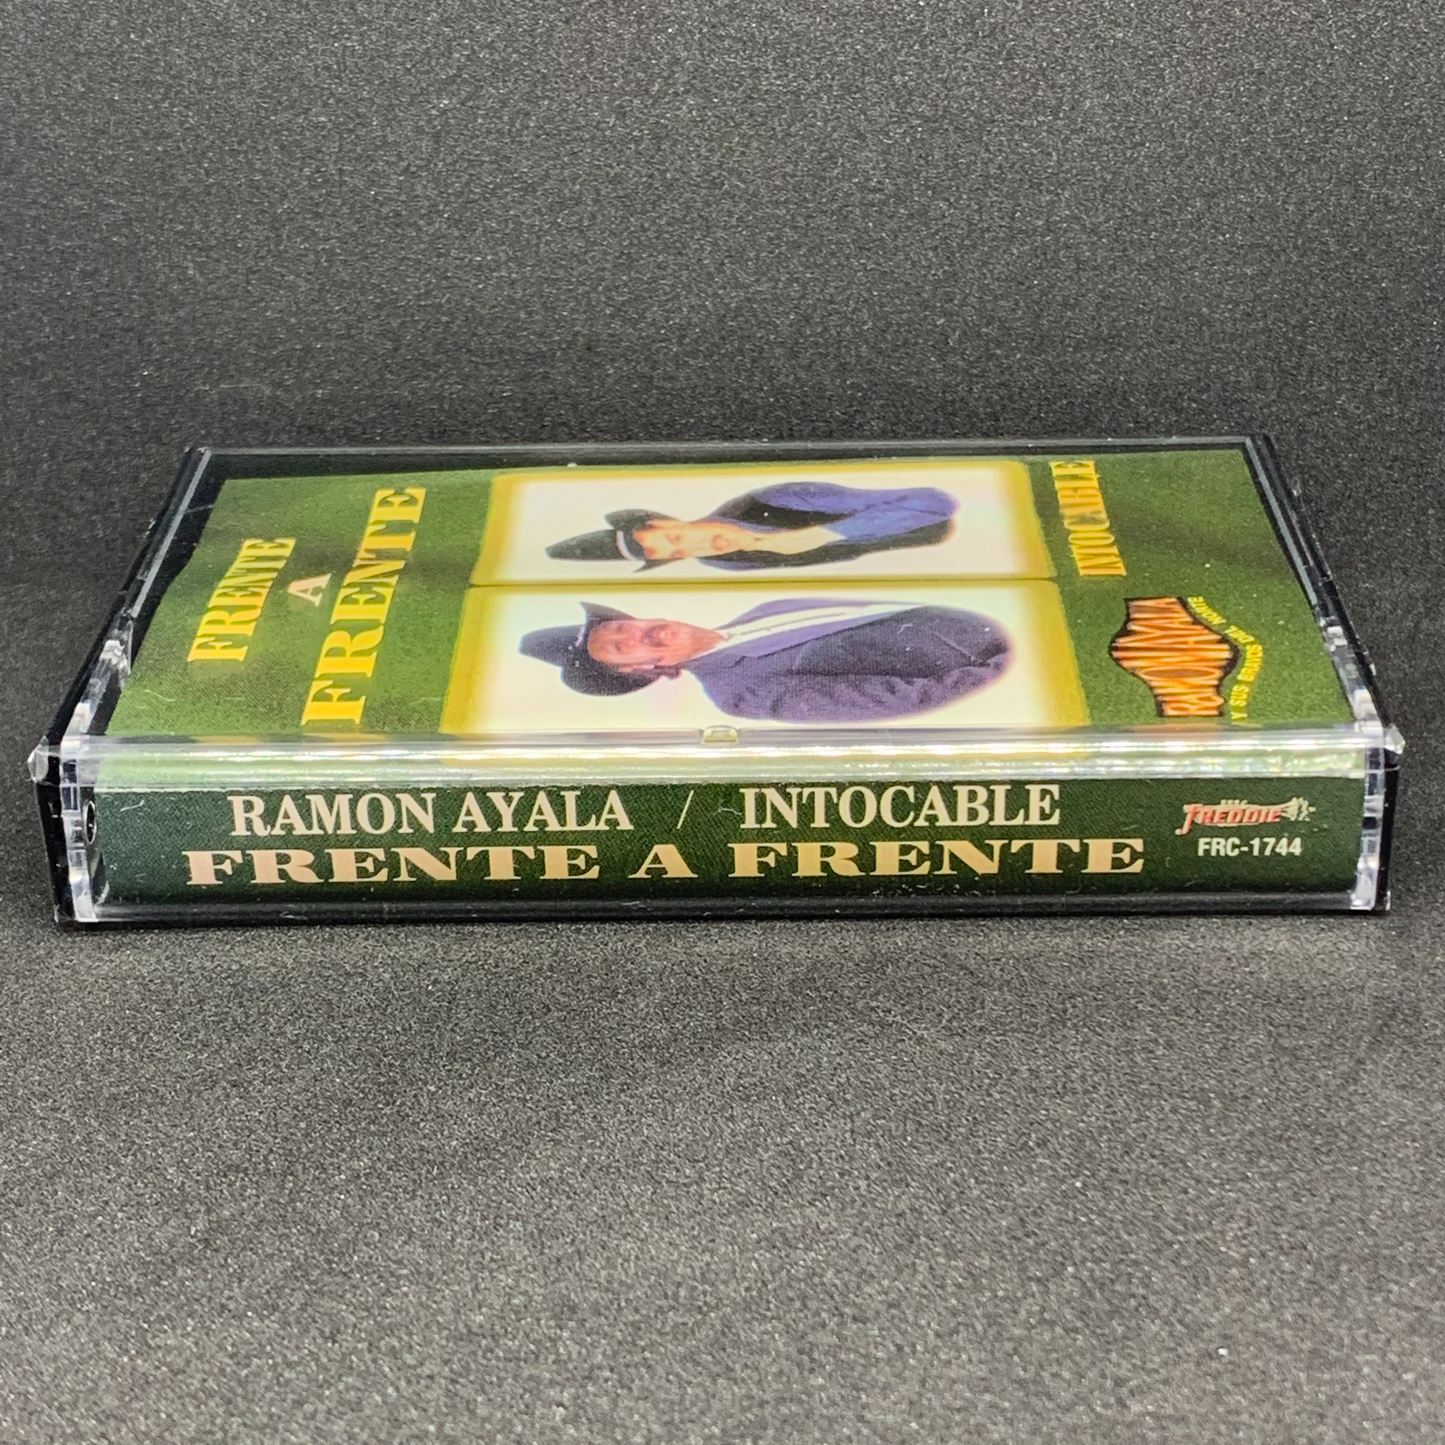 FRENTE
A
FRENTE
INTOCABLE
RAMON AYALA
Y SUS BRAVOS DEL NORTE
RAMON AYALA / INTOCABLE
FRENTE A FRENTE
FREDDIE
FRC-1744